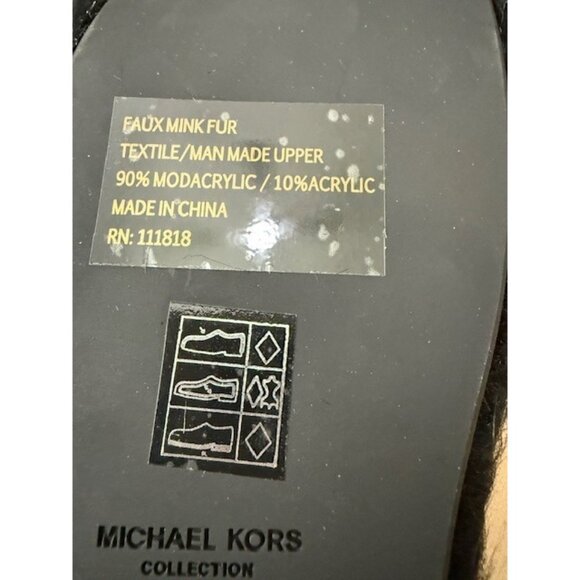 FAUX MINK FUR
TEXTILE/MAN MADE UPPER
90% MODACRYLIC / 10%ACRYLIC
MADE IN CHINA
RN: 111818
MICHAEL KORS
COLLECTION